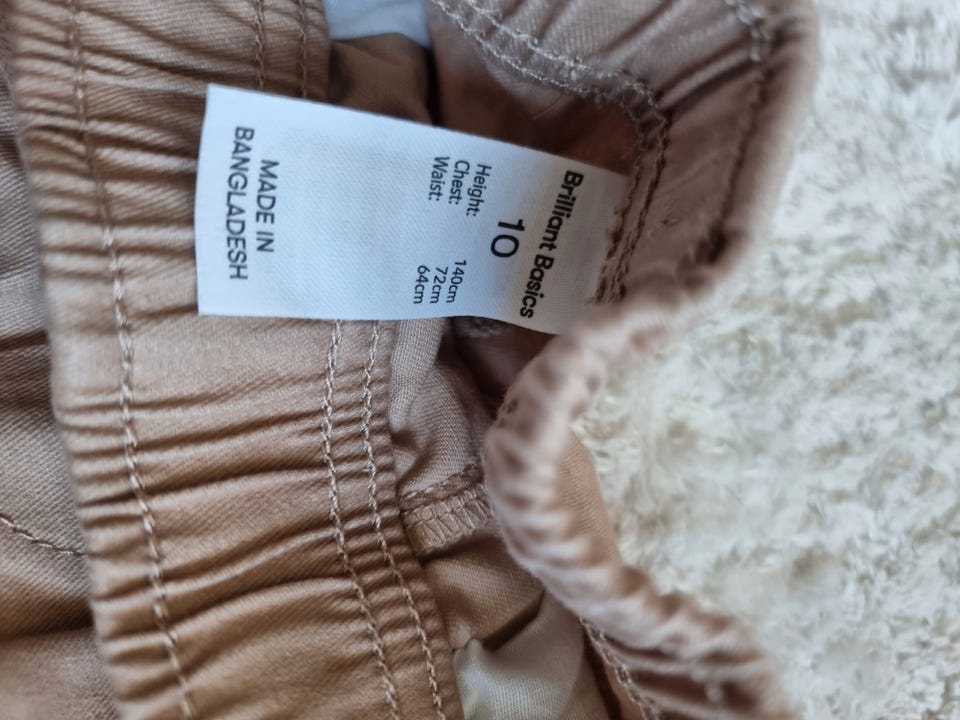 Brilliant Basics
10
Height: 140cm
Chest: 72cm
Waist: 64cm
MADE IN
BANGLADESH